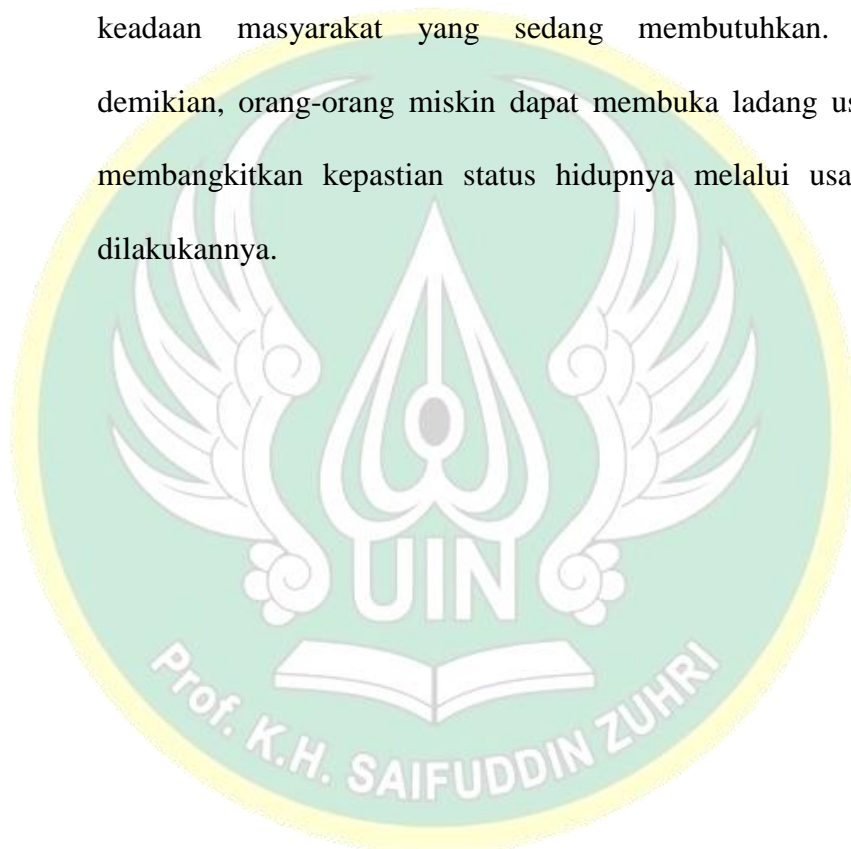 keadaan masyarakat yang sedang membutuhkan.
demikian, orang-orang miskin dapat membuka ladang
membangkitkan kepastian status hidupnya melalui
dilakukannya.
UIN
Prof. K.H. SAIFUDDIN ZUHRI